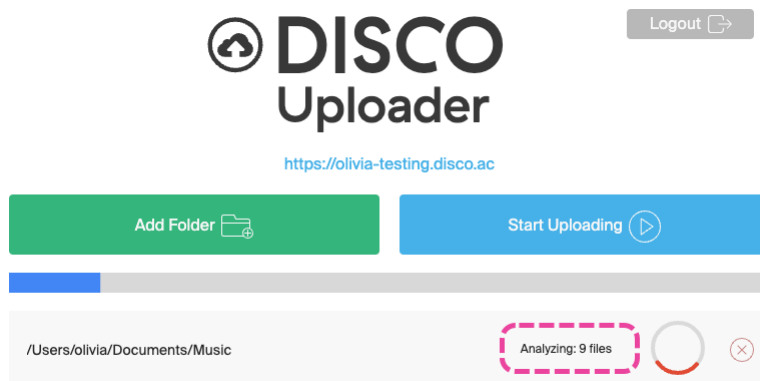 Logout
DISCO
Uploader
https://olivia-testing.disco.ac
Add Folder
Start Uploading
/Users/olivia/Documents/Music
Analyzing: 9 files